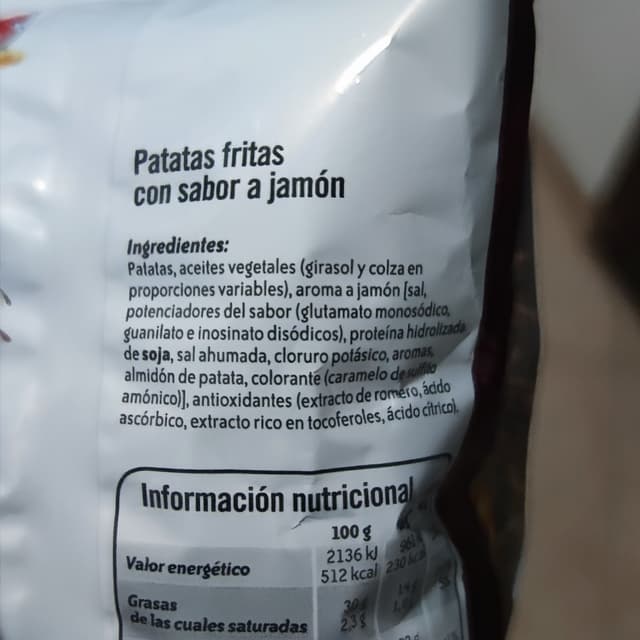 Patatas fritas
con sabor a jamón
Ingredientes:
Patatas, aceites vegetales (girasol y colza en
proporciones variables), aroma a jamón [sal,
potenciadores del sabor (glutamato monosódico,
guanilato e inosinato disódicos), proteína hidrolizada
de soja, sal ahumada, cloruro potásico, aromas,
almidón de patata, colorante (caramelo de sulfito
amónico)], antioxidantes (extracto de romero, ácido
ascórbico, extracto rico en tocoferoles, ácido cítrico).
Información nutricional
100 g
Valor energético
2136 kJ
512 kcal 230 kcal
Grasas
de las cuales saturadas 2,3 g